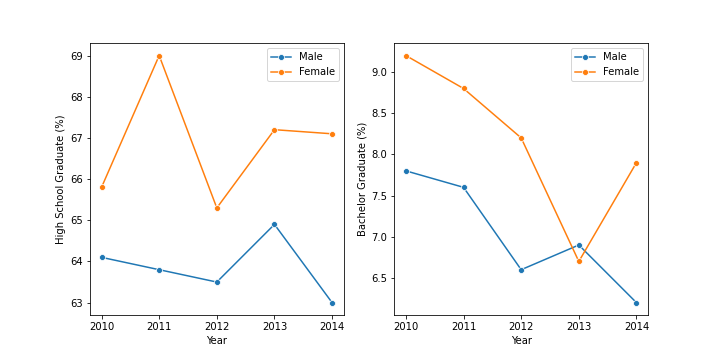 High School Graduate (%)
69
68
67
66
65
64
63
2010 2011 2012 2013 2014
Year
Male
Female
Bachelor Graduate (%)
9.0
8.5
8.0
7.5
7.0
6.5
2010 2011 2012 2013 2014
Year
Male
Female